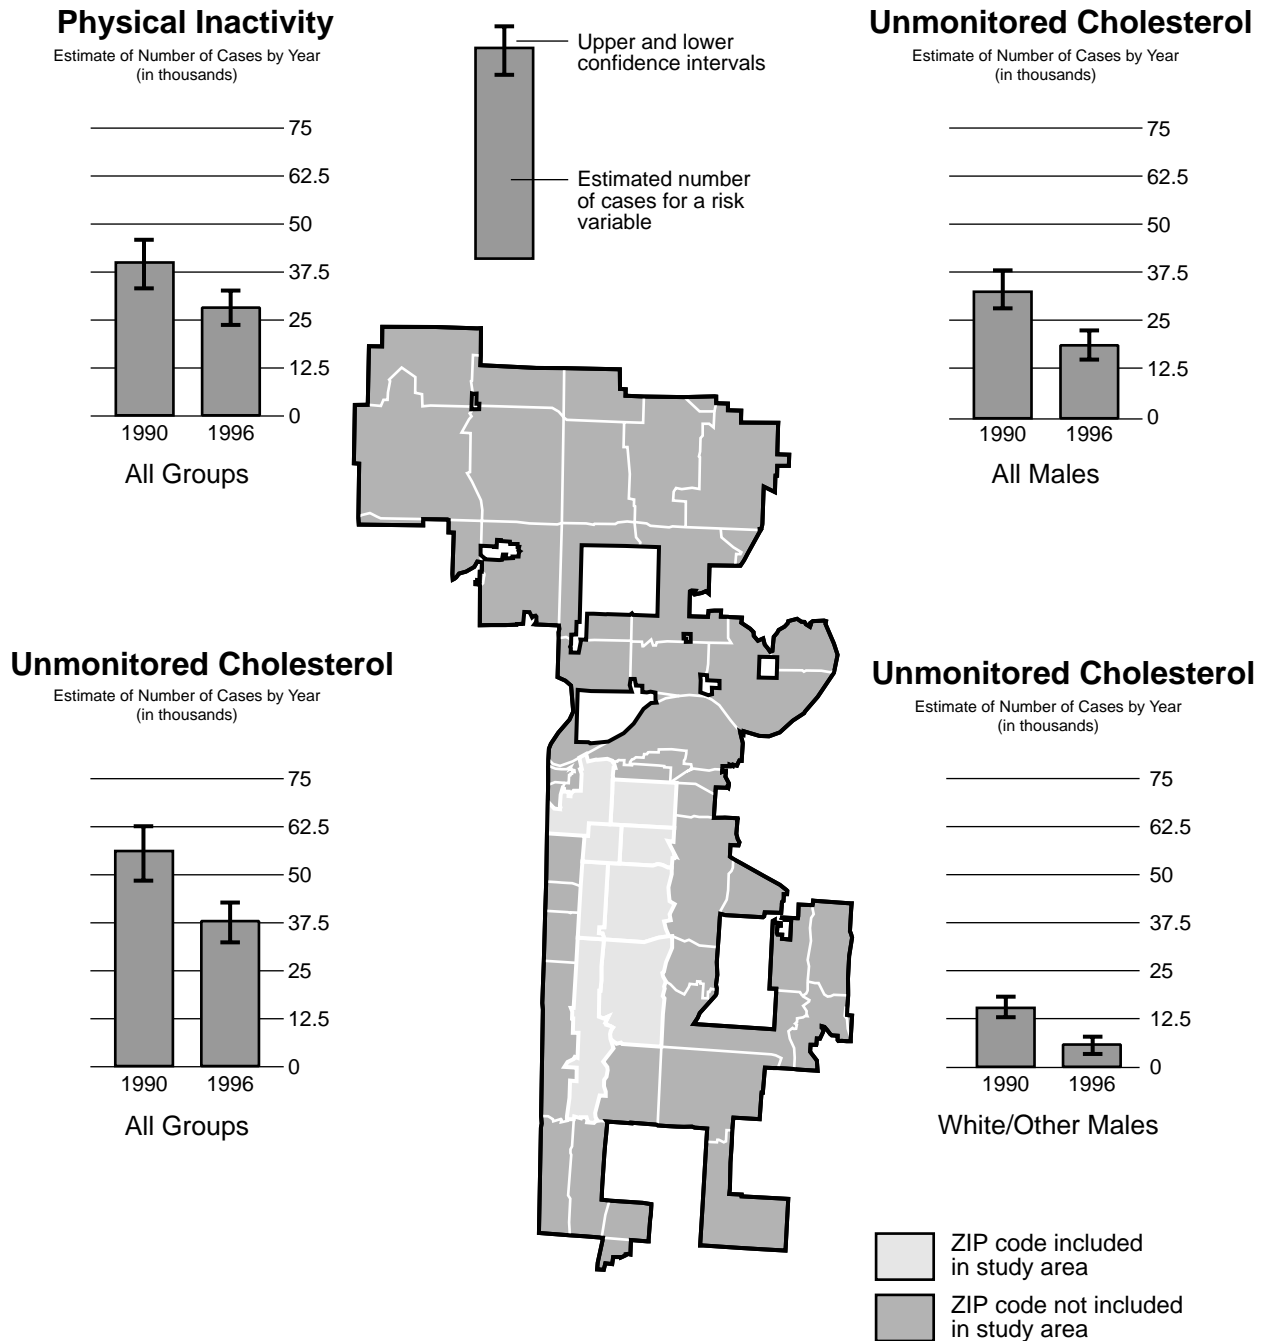 Physical Inactivity
Estimate of Number of Cases by Year
(in thousands)
75
62.5
50
37.5
25
12.5
0
1990 1996
All Groups
Upper and lower
confidence intervals
Estimated number
of cases for a risk
variable
Unmonitored Cholesterol
Estimate of Number of Cases by Year
(in thousands)
75
62.5
50
37.5
25
12.5
0
1990 1996
All Males
Unmonitored Cholesterol
Estimate of Number of Cases by Year
(in thousands)
75
62.5
50
37.5
25
12.5
0
1990 1996
All Groups
Unmonitored Cholesterol
Estimate of Number of Cases by Year
(in thousands)
75
62.5
50
37.5
25
12.5
0
1990 1996
White/Other Males
ZIP code included
in study area
ZIP code not included
in study area